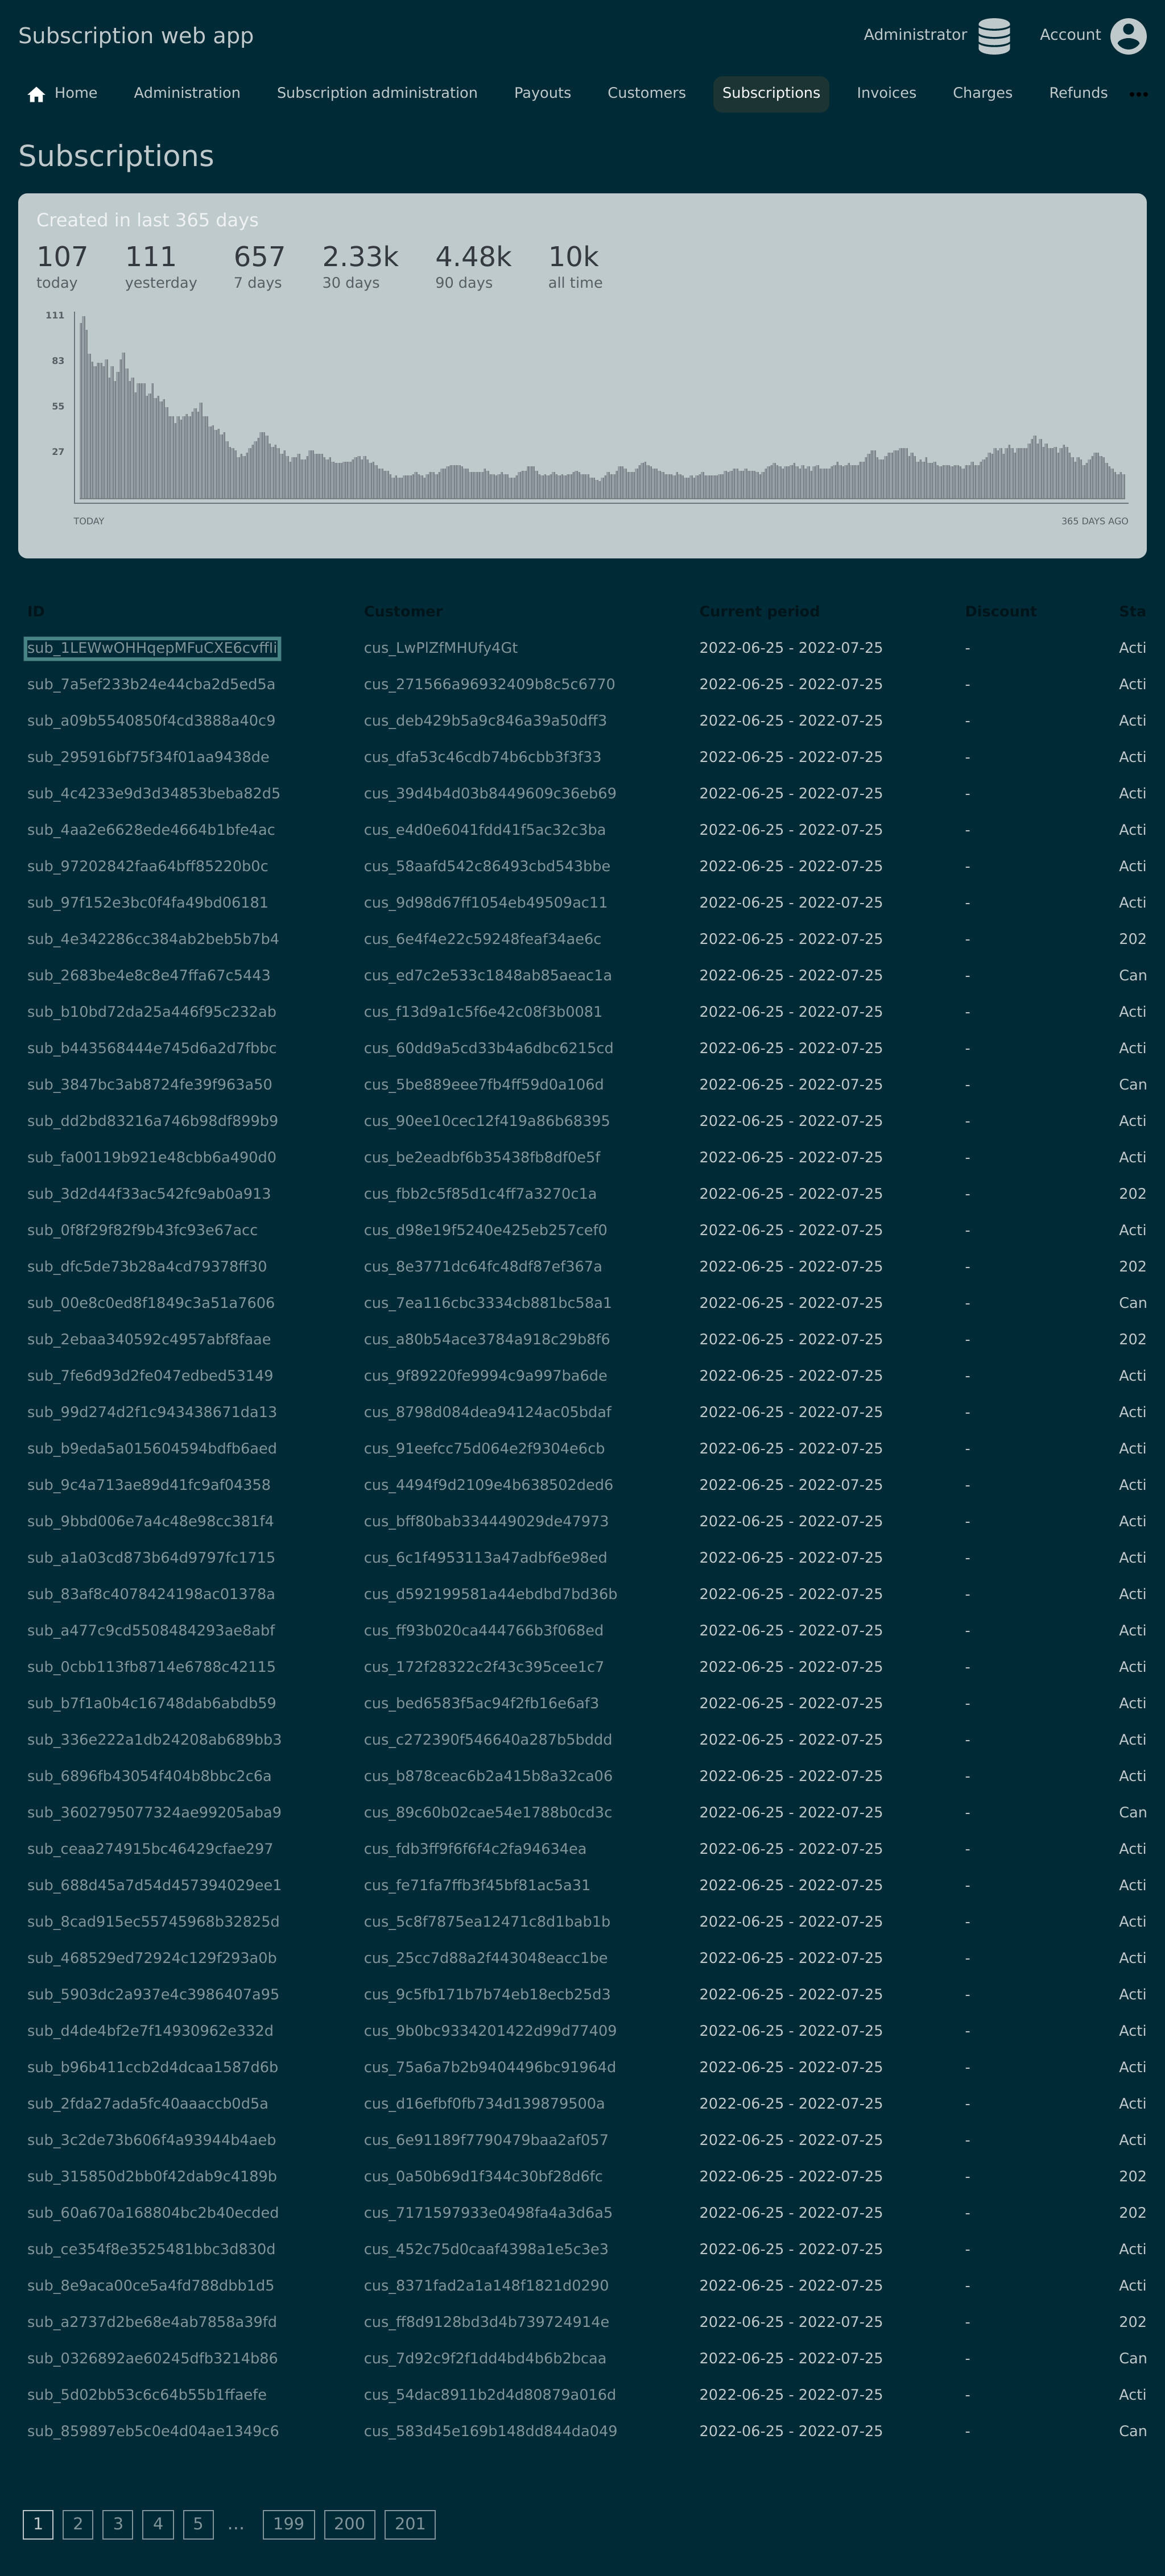 Subscription web app
Administrator
Account
Home Administration Subscription administration Payouts Customers Subscriptions Invoices Charges Refunds •••
Subscriptions
Created in last 365 days
107 111 657 2.33k 4.48k 10k
today yesterday 7 days 30 days 90 days all time
111
83
55
27
TODAY 365 DAYS AGO
ID Customer Current period Discount Sta
sub_1LEWwOHHqepMFuCXE6cvffIi cus_LwPlZfMHUfy4Gt 2022-06-25 - 2022-07-25 - Acti
sub_7a5ef233b24e44cba2d5ed5a cus_271566a96932409b8c5c6770 2022-06-25 - 2022-07-25 - Acti
sub_a09b5540850f4cd3888a40c9 cus_deb429b5a9c846a39a50dff3 2022-06-25 - 2022-07-25 - Acti
sub_295916bf75f34f01aa9438de cus_dfa53c46cdb74b6cbb3f3f33 2022-06-25 - 2022-07-25 - Acti
sub_4c4233e9d3d34853beba82d5 cus_39d4b4d03b8449609c36eb69 2022-06-25 - 2022-07-25 - Acti
sub_4aa2e6628ede4664b1bfe4ac cus_e4d0e6041fdd41f5ac32c3ba 2022-06-25 - 2022-07-25 - Acti
sub_97202842faa64bff85220b0c cus_58aafd542c86493cbd543bbe 2022-06-25 - 2022-07-25 - Acti
sub_97f152e3bc0f4fa49bd06181 cus_9d98d67ff1054eb49509ac11 2022-06-25 - 2022-07-25 - Acti
sub_4e342286cc384ab2beb5b7b4 cus_6e4f4e22c59248feaf34ae6c 2022-06-25 - 2022-07-25 - 202
sub_2683be4e8c8e47ffa67c5443 cus_ed7c2e533c1848ab85aeac1a 2022-06-25 - 2022-07-25 - Can
sub_b10bd72da25a446f95c232ab cus_f13d9a1c5f6e42c08f3b0081 2022-06-25 - 2022-07-25 - Acti
sub_b443568444e745d6a2d7fbbc cus_60dd9a5cd33b4a6dbc6215cd 2022-06-25 - 2022-07-25 - Acti
sub_3847bc3ab8724fe39f963a50 cus_5be889eee7fb4ff59d0a106d 2022-06-25 - 2022-07-25 - Can
sub_dd2bd83216a746b98df899b9 cus_90ee10cec12f419a86b68395 2022-06-25 - 2022-07-25 - Acti
sub_fa00119b921e48cbb6a490d0 cus_be2eadbf6b35438fb8df0e5f 2022-06-25 - 2022-07-25 - Acti
sub_3d2d44f33ac542fc9ab0a913 cus_fbb2c5f85d1c4ff7a3270c1a 2022-06-25 - 2022-07-25 - 202
sub_0f8f29f82f9b43fc93e67acc cus_d98e19f5240e425eb257cef0 2022-06-25 - 2022-07-25 - Acti
sub_dfc5de73b28a4cd79378ff30 cus_8e3771dc64fc48df87ef367a 2022-06-25 - 2022-07-25 - 202
sub_00e8c0ed8f1849c3a51a7606 cus_7ea116cbc3334cb881bc58a1 2022-06-25 - 2022-07-25 - Can
sub_2ebaa340592c4957abf8faae cus_a80b54ace3784a918c29b8f6 2022-06-25 - 2022-07-25 - 202
sub_7fe6d93d2fe047edbed53149 cus_9f89220fe9994c9a997ba6de 2022-06-25 - 2022-07-25 - Acti
sub_99d274d2f1c943438671da13 cus_8798d084dea94124ac05bdaf 2022-06-25 - 2022-07-25 - Acti
sub_b9eda5a015604594bdfb6aed cus_91eefcc75d064e2f9304e6cb 2022-06-25 - 2022-07-25 - Acti
sub_9c4a713ae89d41fc9af04358 cus_4494f9d2109e4b638502ded6 2022-06-25 - 2022-07-25 - Acti
sub_9bbd006e7a4c48e98cc381f4 cus_bff80bab334449029de47973 2022-06-25 - 2022-07-25 - Acti
sub_a1a03cd873b64d9797fc1715 cus_6c1f4953113a47adbf6e98ed 2022-06-25 - 2022-07-25 - Acti
sub_83af8c4078424198ac01378a cus_d592199581a44ebdbd7bd36b 2022-06-25 - 2022-07-25 - Acti
sub_a477c9cd5508484293ae8abf cus_ff93b020ca444766b3f068ed 2022-06-25 - 2022-07-25 - Acti
sub_0cbb113fb8714e6788c42115 cus_172f28322c2f43c395cee1c7 2022-06-25 - 2022-07-25 - Acti
sub_b7f1a0b4c16748dab6abdb59 cus_bed6583f5ac94f2fb16e6af3 2022-06-25 - 2022-07-25 - Acti
sub_336e222a1db24208ab689bb3 cus_c272390f546640a287b5bddd 2022-06-25 - 2022-07-25 - Acti
sub_6896fb43054f404b8bbc2c6a cus_b878ceac6b2a415b8a32ca06 2022-06-25 - 2022-07-25 - Acti
sub_3602795077324ae99205aba9 cus_89c60b02cae54e1788b0cd3c 2022-06-25 - 2022-07-25 - Can
sub_ceaa274915bc46429cfae297 cus_fdb3ff9f6f6f4c2fa94634ea 2022-06-25 - 2022-07-25 - Acti
sub_688d45a7d54d457394029ee1 cus_fe71fa7ffb3f45bf81ac5a31 2022-06-25 - 2022-07-25 - Acti
sub_8cad915ec55745968b32825d cus_5c8f7875ea12471c8d1bab1b 2022-06-25 - 2022-07-25 - Acti
sub_468529ed72924c129f293a0b cus_25cc7d88a2f443048eacc1be 2022-06-25 - 2022-07-25 - Acti
sub_5903dc2a937e4c3986407a95 cus_9c5fb171b7b74eb18ecb25d3 2022-06-25 - 2022-07-25 - Acti
sub_d4de4bf2e7f14930962e332d cus_9b0bc9334201422d99d77409 2022-06-25 - 2022-07-25 - Acti
sub_b96b411ccb2d4dcaa1587d6b cus_75a6a7b2b9404496bc91964d 2022-06-25 - 2022-07-25 - Acti
sub_2fda27ada5fc40aaaccb0d5a cus_d16efbf0fb734d139879500a 2022-06-25 - 2022-07-25 - Acti
sub_3c2de73b606f4a93944b4aeb cus_6e91189f7790479baa2af057 2022-06-25 - 2022-07-25 - Acti
sub_315850d2bb0f42dab9c4189b cus_0a50b69d1f344c30bf28d6fc 2022-06-25 - 2022-07-25 - 202
sub_60a670a168804bc2b40ecded cus_7171597933e0498fa4a3d6a5 2022-06-25 - 2022-07-25 - 202
sub_ce354f8e3525481bbc3d830d cus_452c75d0caaf4398a1e5c3e3 2022-06-25 - 2022-07-25 - Acti
sub_8e9aca00ce5a4fd788dbb1d5 cus_8371fad2a1a148f1821d0290 2022-06-25 - 2022-07-25 - Acti
sub_a2737d2be68e4ab7858a39fd cus_ff8d9128bd3d4b739724914e 2022-06-25 - 2022-07-25 - 202
sub_0326892ae60245dfb3214b86 cus_7d92c9f2f1dd4bd4b6b2bcaa 2022-06-25 - 2022-07-25 - Can
sub_5d02bb53c6c64b55b1ffaefe cus_54dac8911b2d4d80879a016d 2022-06-25 - 2022-07-25 - Acti
sub_859897eb5c0e4d04ae1349c6 cus_583d45e169b148dd844da049 2022-06-25 - 2022-07-25 - Can
1 2 3 4 5 … 199 200 201